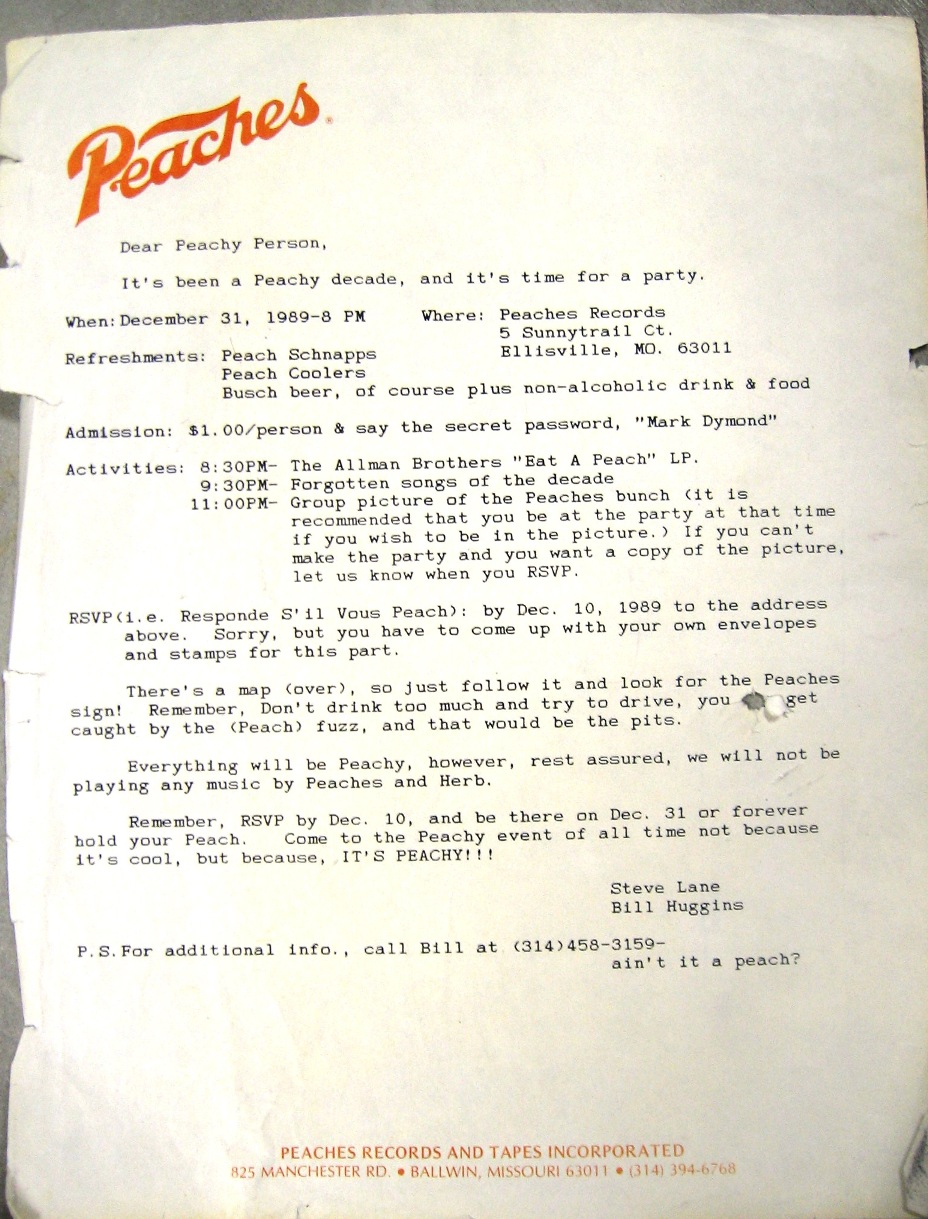 Peaches®
Dear Peachy Person,
It's been a Peachy decade, and it's time for a party.
When: December 31, 1989-8 PM Where: Peaches Records
5 Sunnytrail Ct.
Ellisville, MO. 63011
Refreshments: Peach Schnapps
Peach Coolers
Busch beer, of course plus non-alcoholic drink & food
Admission: $1.00/person & say the secret password, "Mark Dymond"
Activities: 8:30PM- The Allman Brothers "Eat A Peach" LP.
9:30PM- Forgotten songs of the decade
11:00PM- Group picture of the Peaches bunch (it is
recommended that you be at the party at that time
if you wish to be in the picture.) If you can't
make the party and you want a copy of the picture,
let us know when you RSVP.
RSVP(i.e. Responde S'il Vous Peach): by Dec. 10, 1989 to the address
above. Sorry, but you have to come up with your own envelopes
and stamps for this part.
There's a map (over), so just follow it and look for the Peaches
sign! Remember, Don't drink too much and try to drive, you get
caught by the (Peach) fuzz, and that would be the pits.
Everything will be Peachy, however, rest assured, we will not be
playing any music by Peaches and Herb.
Remember, RSVP by Dec. 10, and be there on Dec. 31 or forever
hold your Peach. Come to the Peachy event of all time not because
it's cool, but because, IT'S PEACHY!!!
Steve Lane
Bill Huggins
P.S.For additional info., call Bill at (314)458-3159-
ain't it a peach?
PEACHES RECORDS AND TAPES INCORPORATED
825 MANCHESTER RD. • BALLWIN, MISSOURI 63011 • (314) 394-6768